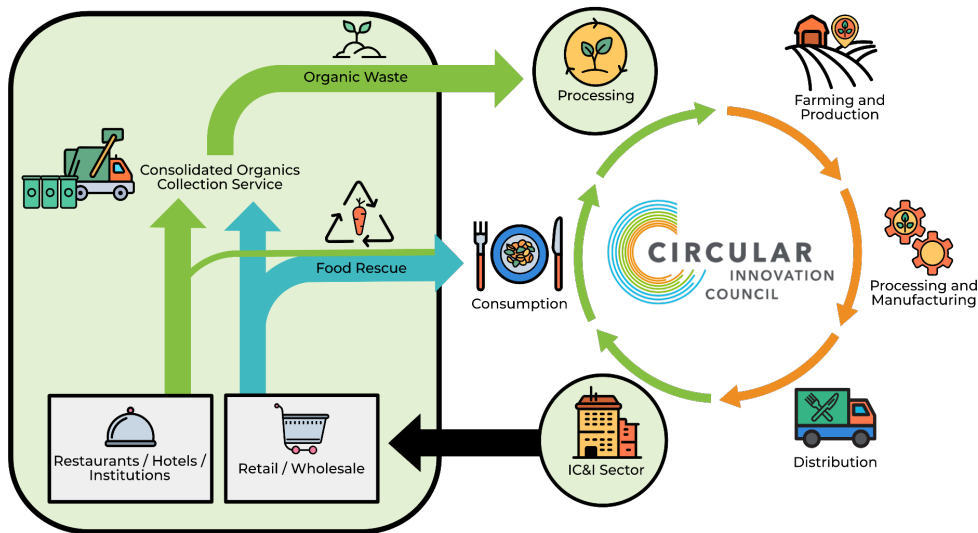 Organic Waste
Processing
Farming and
Production
Consolidated Organics
Collection Service
Food Rescue
Consumption
CIRCULAR
INNOVATION
COUNCIL
Processing and
Manufacturing
Restaurants / Hotels /
Institutions
Retail / Wholesale
IC&I Sector
Distribution